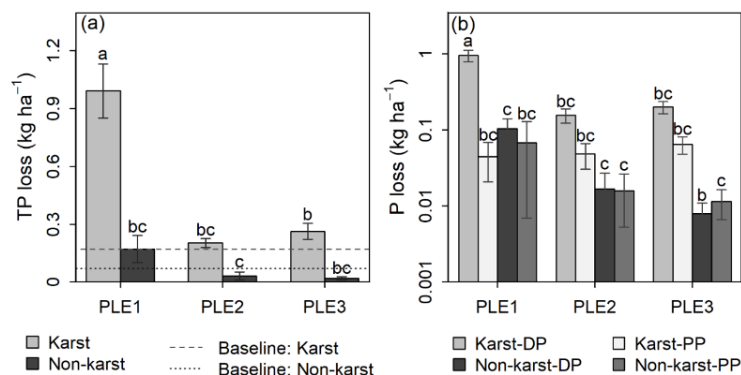 (a)
TP loss (kg ha⁻¹)
1.2
0.9
0.6
0.3
0
a
bc
bc
c
b
bc
PLE1 PLE2 PLE3
Karst
Non-karst
Baseline: Karst
Baseline: Non-karst
(b)
P loss (kg ha⁻¹)
1
0.1
0.01
0.001
a
bc
c
bc
bc
bc
c
c
bc
bc
b
c
PLE1 PLE2 PLE3
Karst-DP
Karst-PP
Non-karst-DP
Non-karst-PP